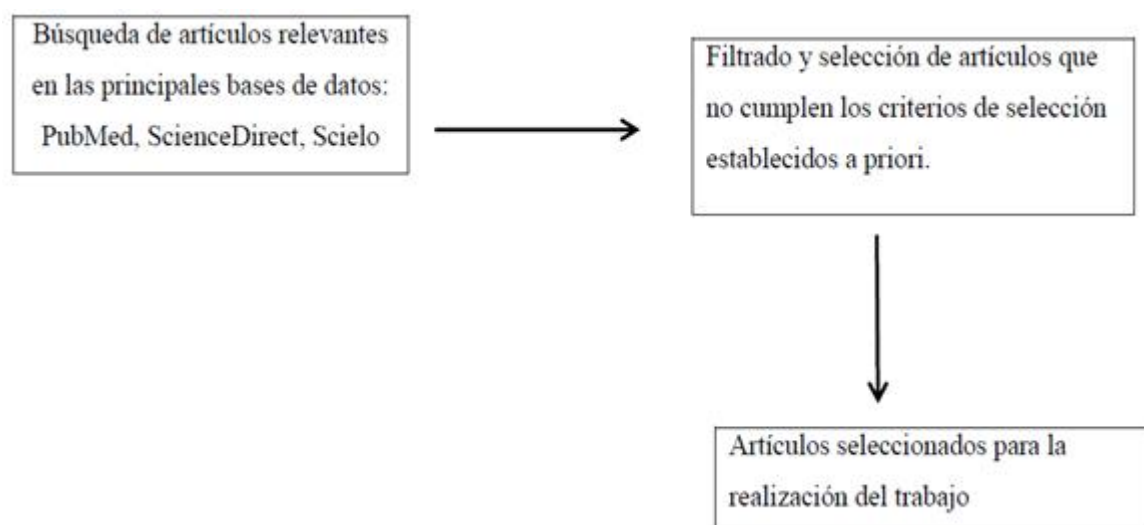 Búsqueda de artículos relevantes
en las principales bases de datos:
PubMed, ScienceDirect, Scielo
Filtrado y selección de artículos que
no cumplen los criterios de selección
establecidos a priori.
Artículos seleccionados para la
realización del trabajo